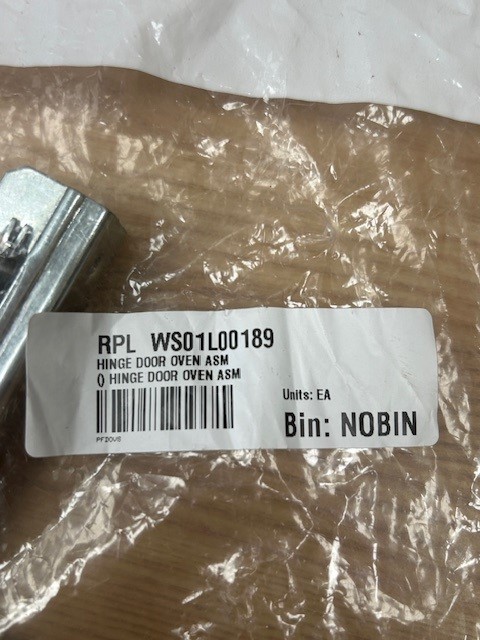 RPL WS01L00189
HINGE DOOR OVEN ASM
() HINGE DOOR OVEN ASM
Units: EA
Bin: NOBIN